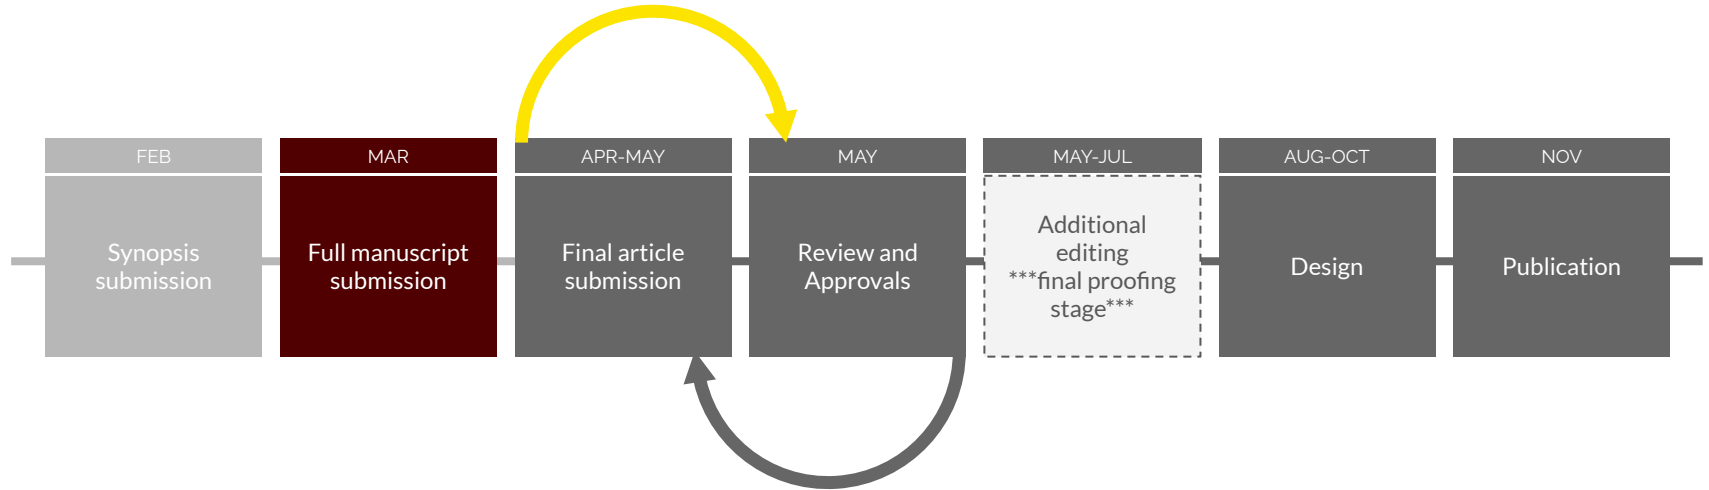 FEB
Synopsis
submission
MAR
Full manuscript
submission
APR-MAY
Final article
submission
MAY
Review and
Approvals
MAY-JUL
Additional
editing
***final proofing
stage***
AUG-OCT
Design
NOV
Publication